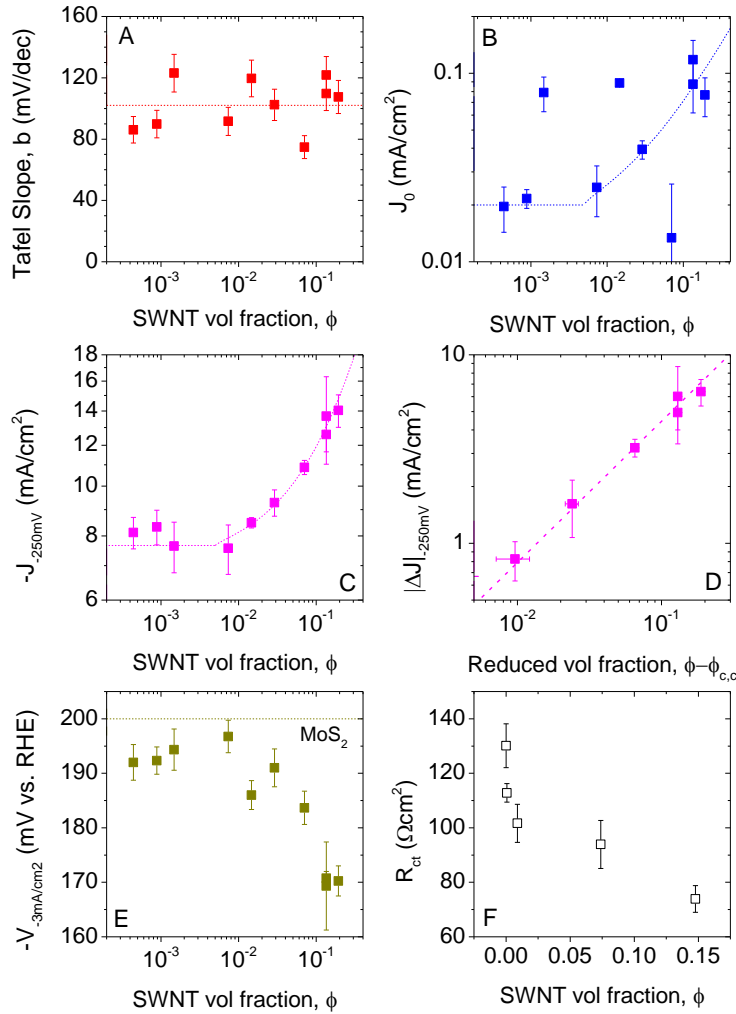 160
120
80
40
0
A
Tafel Slope, b (mV/dec)
10⁻³ 10⁻² 10⁻¹
SWNT vol fraction, ϕ
0.1
0.01
B
J₀ (mA/cm²)
10⁻³ 10⁻² 10⁻¹
SWNT vol fraction, ϕ
18
16
14
12
10
8
6
C
-J₋₂₅₀ₘV (mA/cm²)
10⁻³ 10⁻² 10⁻¹
SWNT vol fraction, ϕ
10
1
D
|ΔJ|₋₂₅₀ₘV (mA/cm²)
10⁻² 10⁻¹
Reduced vol fraction, ϕ−ϕc,c
200
190
180
170
160
MoS₂
E
-V-3mA/cm2 (mV vs. RHE)
10⁻³ 10⁻² 10⁻¹
SWNT vol fraction, ϕ
140
120
100
80
60
F
Rct (Ωcm²)
0.00 0.05 0.10 0.15
SWNT vol fraction, ϕ